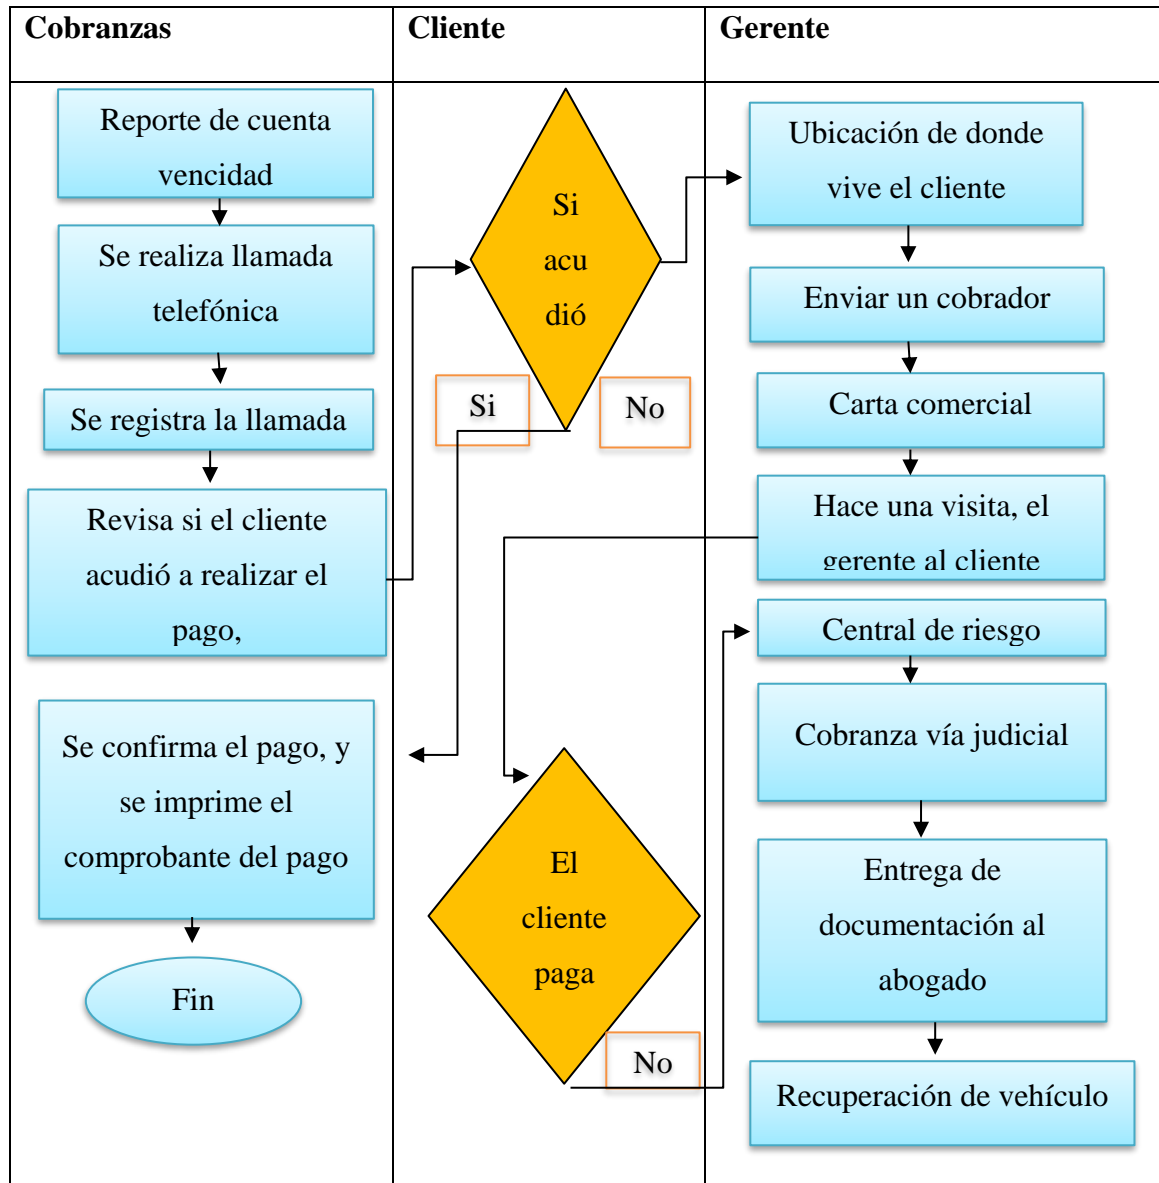 Cobranzas
Cliente
Gerente
Reporte de cuenta
vencidad
Se realiza llamada
telefónica
Se registra la llamada
Revisa si el cliente
acudió a realizar el
pago,
Se confirma el pago, y
se imprime el
comprobante del pago
Fin
Si
acu
dió
Si
No
El
cliente
paga
No
Ubicación de donde
vive el cliente
Enviar un cobrador
Carta comercial
Hace una visita, el
gerente al cliente
Central de riesgo
Cobranza vía judicial
Entrega de
documentación al
abogado
Recuperación de vehículo